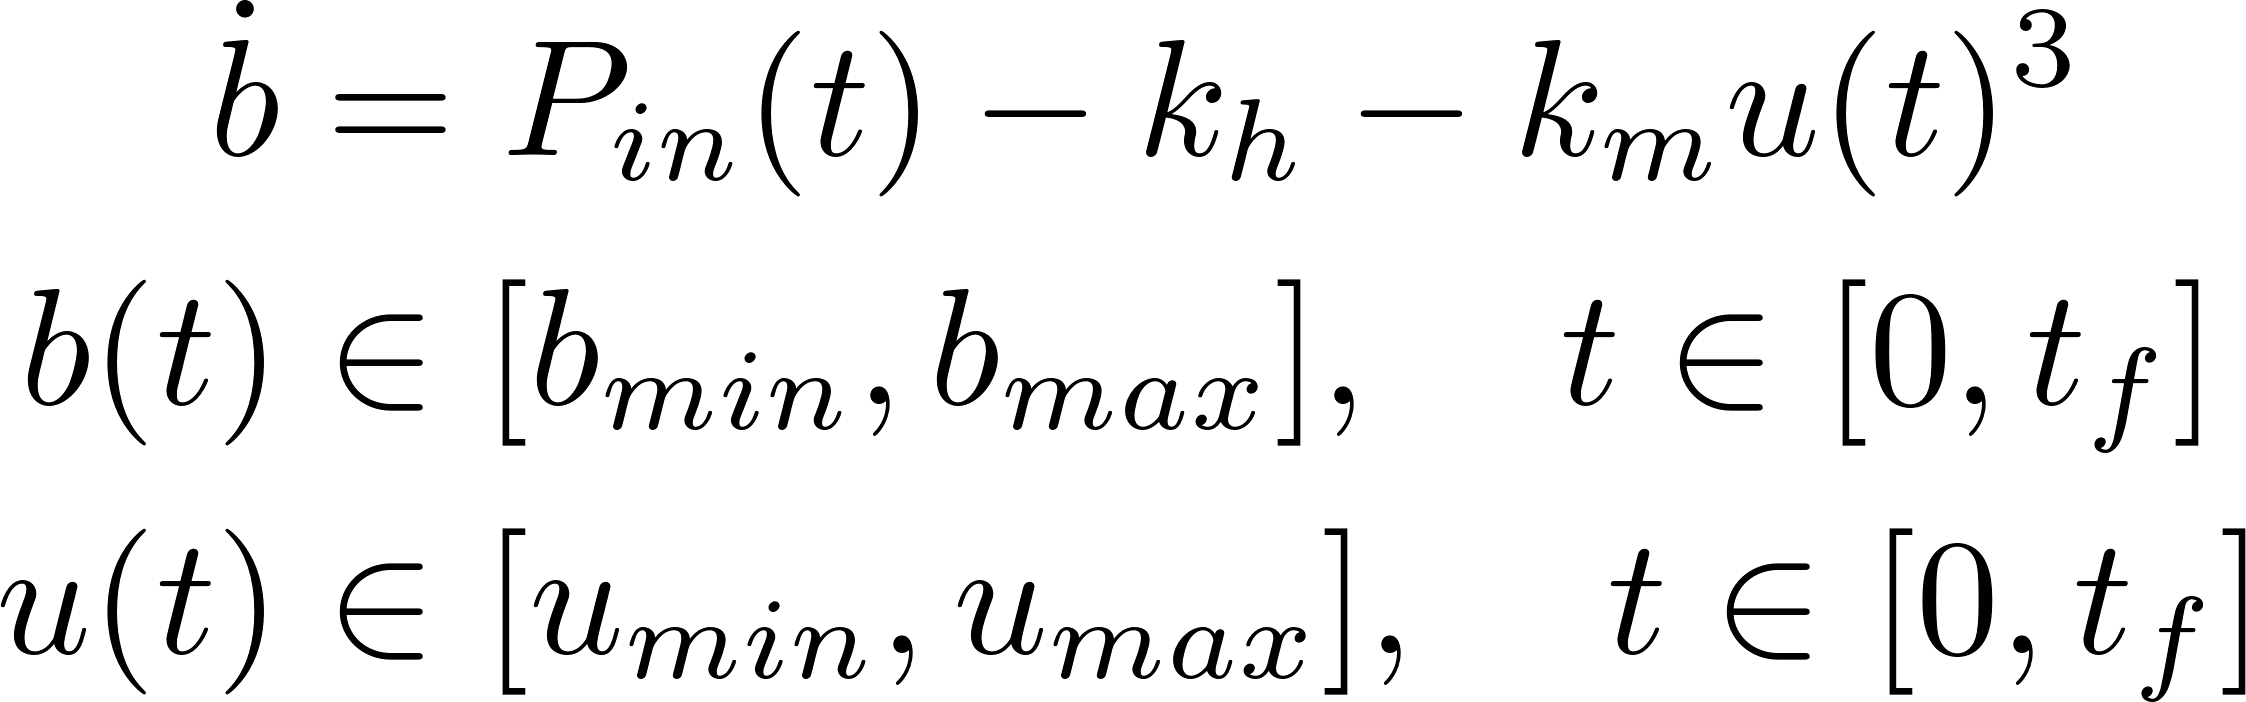 ḃ = P_{in}(t) − k_h − k_m u(t)^3
b(t) ∈ [b_{min}, b_{max}], t ∈ [0, t_f]
u(t) ∈ [u_{min}, u_{max}], t ∈ [0, t_f]